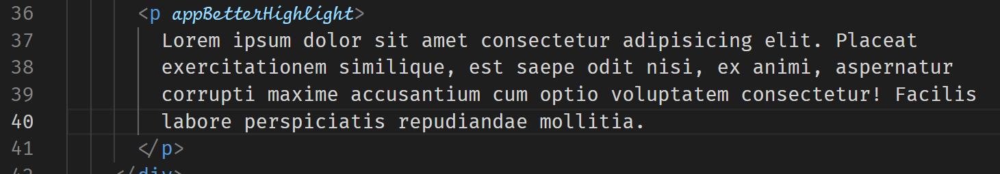 36 <p appBetterHighlight>
37 Lorem ipsum dolor sit amet consectetur adipisicing elit. Placeat
38 exercitationem similique, est saepe odit nisi, ex animi, aspernatur
39 corrupti maxime accusantium cum optio voluptatem consectetur! Facilis
40 labore perspiciatis repudiandae mollitia.
41 </p>
42 </div>